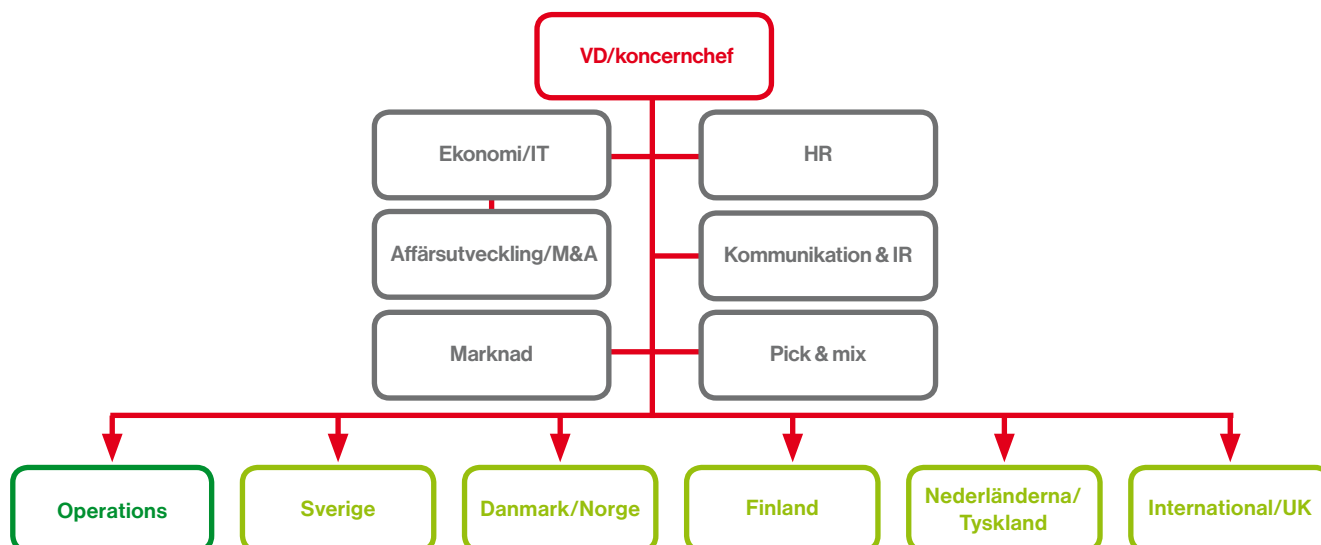 VD/koncernchef
Ekonomi/IT
HR
Affärsutveckling/M&A
Kommunikation & IR
Marknad
Pick & mix
Operations
Sverige
Danmark/Norge
Finland
Nederländerna/
Tyskland
International/UK